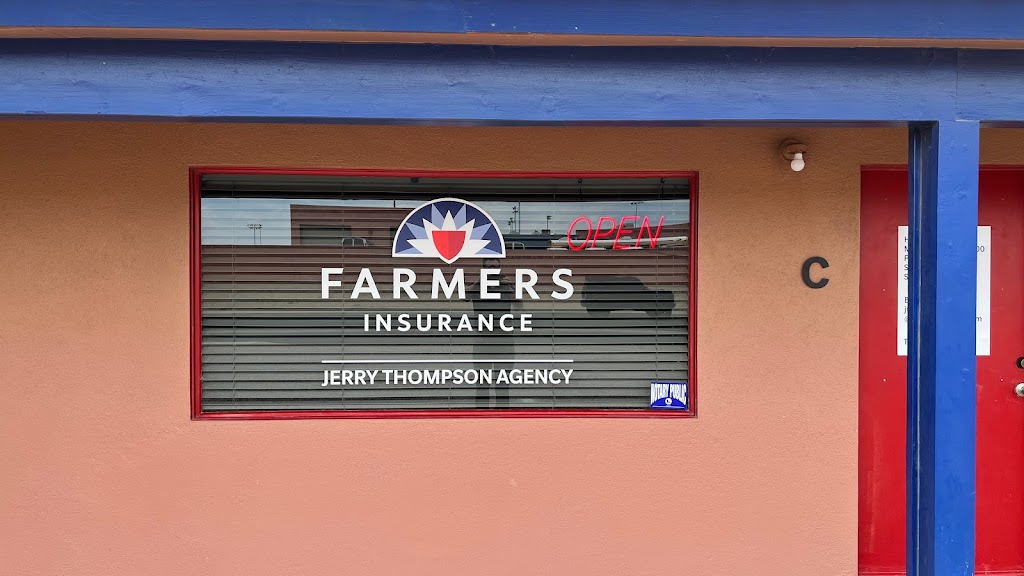 OPEN
FARMERS
INSURANCE
JERRY THOMPSON AGENCY
NOTARY PUBLIC
C